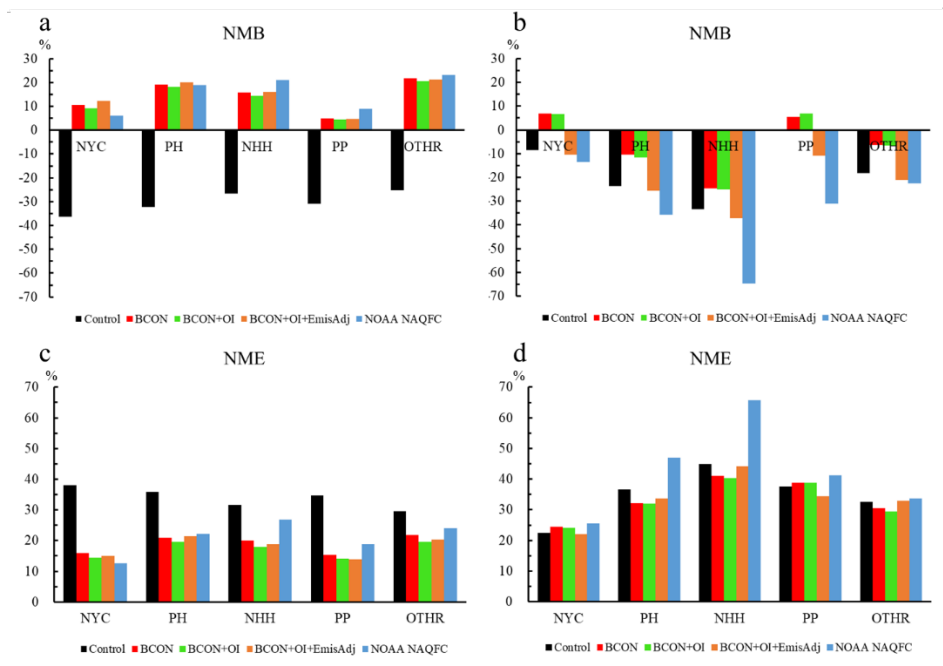 a
NMB
%
30
20
10
0
-10
-20
-30
-40
-50
-60
-70
NYC
PH
NHH
PP
OTHR
Control BCON BCON+OI BCON+OI+EmisAdj NOAA NAQFC
b
NMB
%
30
20
10
0
-10
-20
-30
-40
-50
-60
-70
NYC
PH
NHH
PP
OTHR
Control BCON BCON+OI BCON+OI+EmisAdj NOAA NAQFC
c
NME
%
70
60
50
40
30
20
10
0
NYC
PH
NHH
PP
OTHR
Control BCON BCON+OI BCON+OI+EmisAdj NOAA NAQFC
d
NME
%
70
60
50
40
30
20
10
0
NYC
PH
NHH
PP
OTHR
Control BCON BCON+OI BCON+OI+EmisAdj NOAA NAQFC